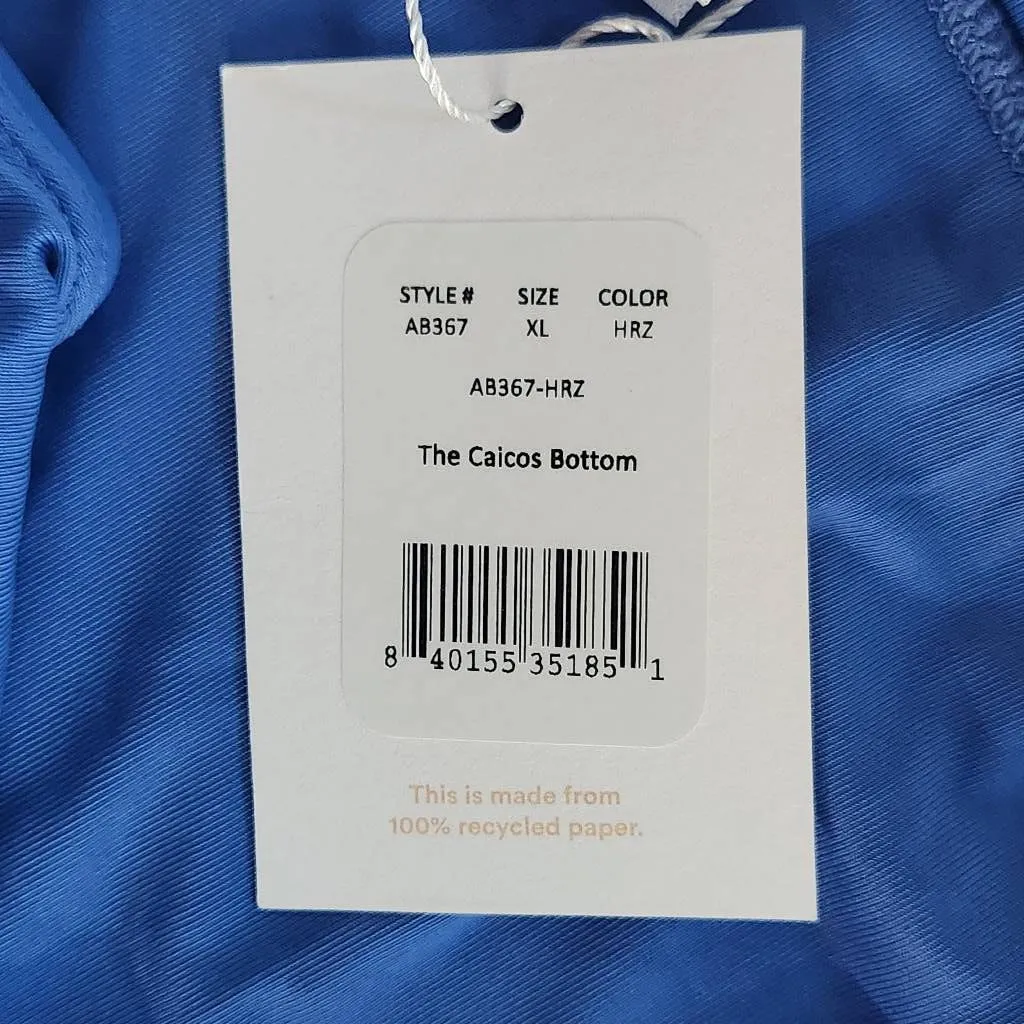 STYLE # SIZE COLOR
AB367 XL HRZ
AB367-HRZ
The Caicos Bottom
8 40155 35185 1
This is made from
100% recycled paper.